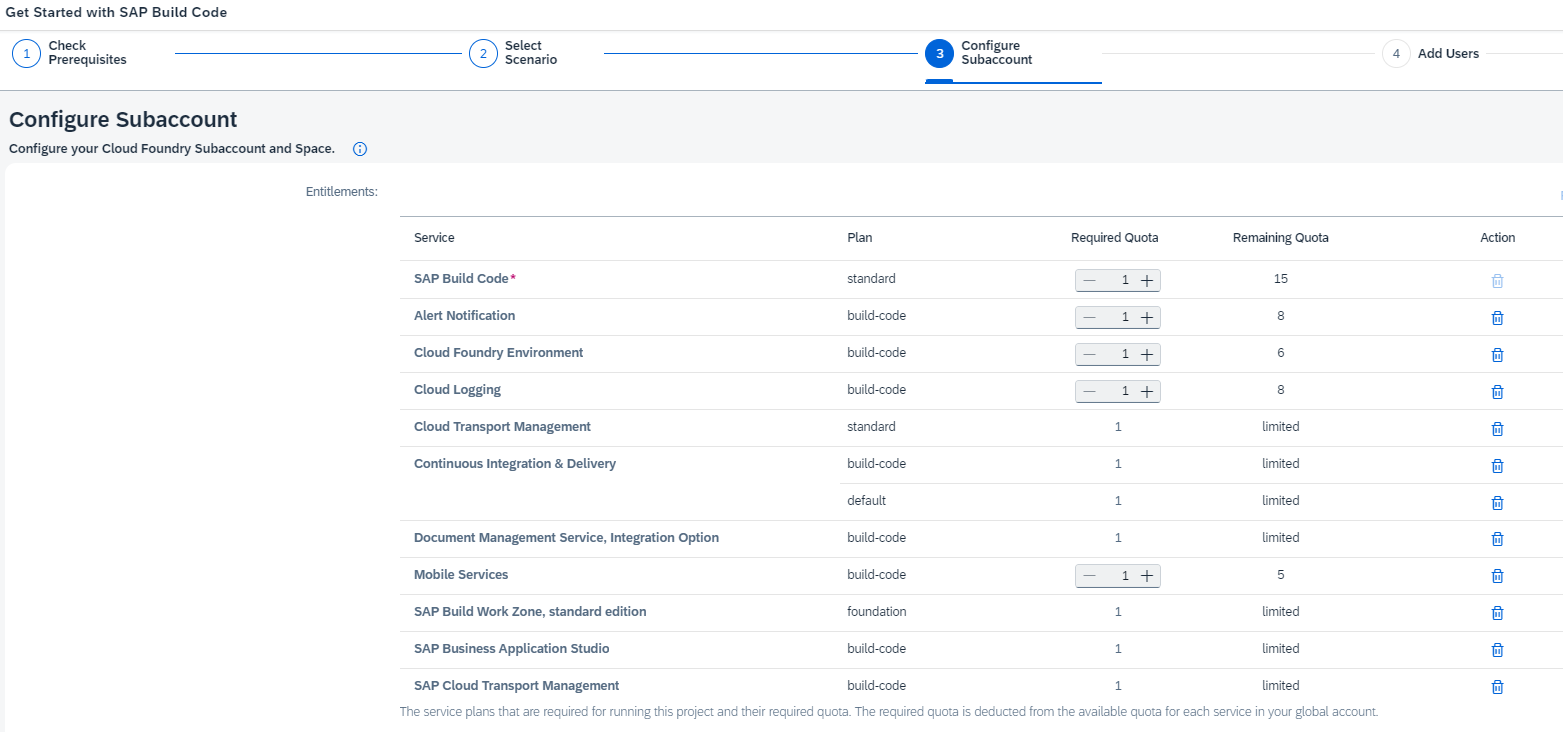 Get Started with SAP Build Code
1 Check Prerequisites
2 Select Scenario
3 Configure Subaccount
4 Add Users
Configure Subaccount
Configure your Cloud Foundry Subaccount and Space.
Entitlements:
Service Plan Required Quota Remaining Quota Action
SAP Build Code* standard 1 15
Alert Notification build-code 1 8
Cloud Foundry Environment build-code 1 6
Cloud Logging build-code 1 8
Cloud Transport Management standard 1 limited
Continuous Integration & Delivery build-code 1 limited
default 1 limited
Document Management Service, Integration Option build-code 1 limited
Mobile Services build-code 1 5
SAP Build Work Zone, standard edition foundation 1 limited
SAP Business Application Studio build-code 1 limited
SAP Cloud Transport Management build-code 1 limited
The service plans that are required for running this project and their required quota. The required quota is deducted from the available quota for each service in your global account.